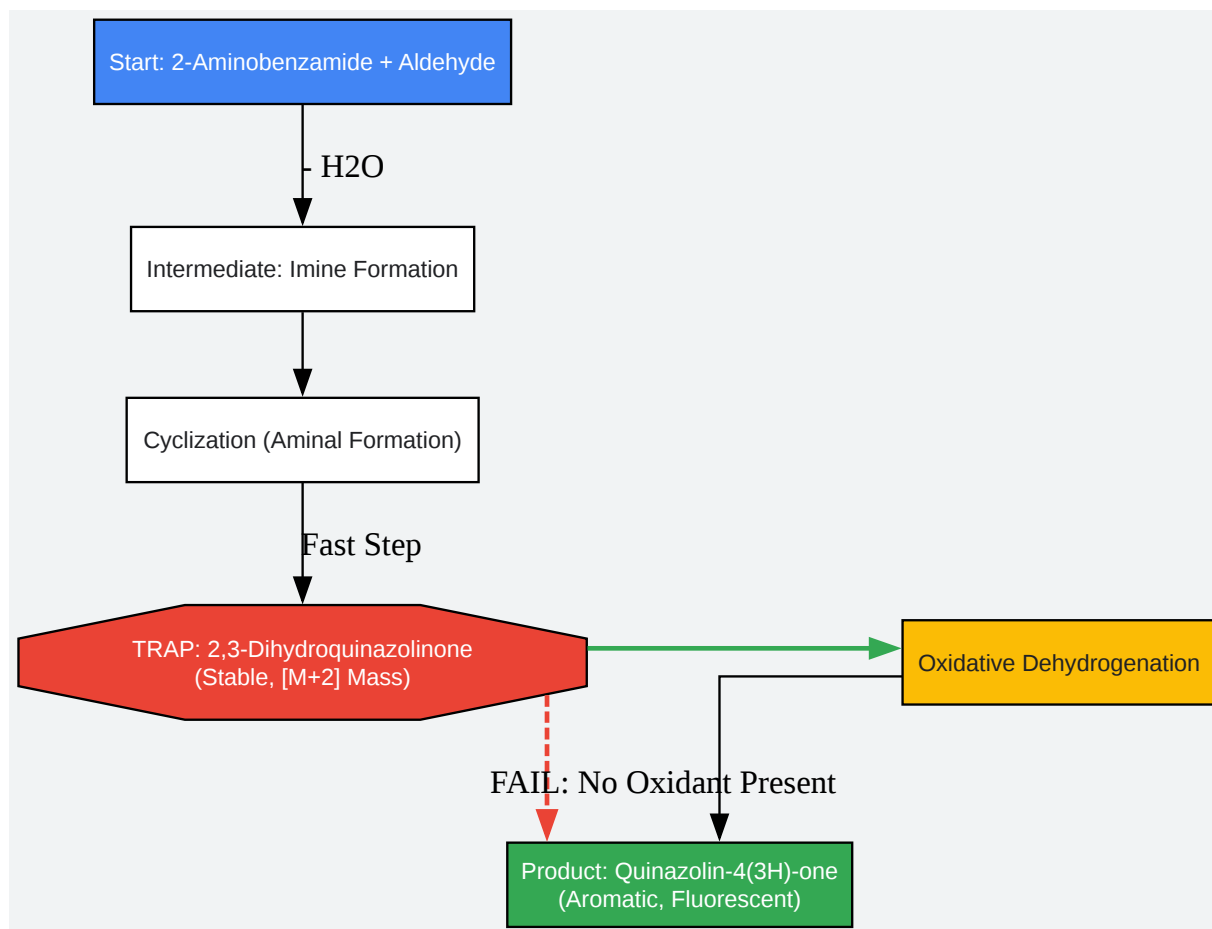 Start: 2-Aminobenzamide + Aldehyde
- H2O
Intermediate: Imine Formation
Cyclization (Aminal Formation)
Fast Step
TRAP: 2,3-Dihydroquinazolinone
(Stable, [M+2] Mass)
Oxidative Dehydrogenation
FAIL: No Oxidant Present
Product: Quinazolin-4(3H)-one
(Aromatic, Fluorescent)